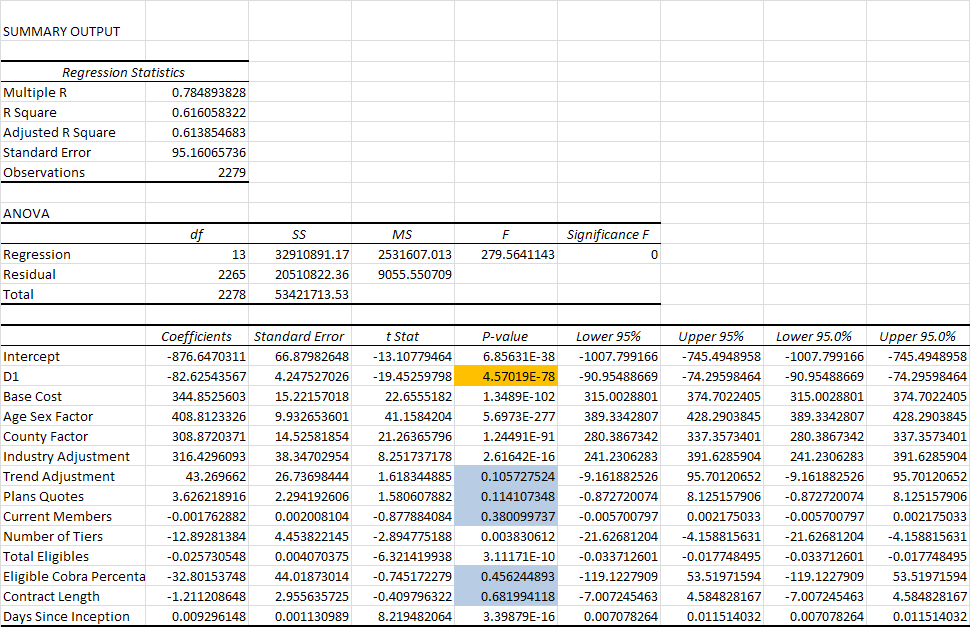 SUMMARY OUTPUT
Regression Statistics
Multiple R 0.784893828
R Square 0.616058322
Adjusted R Square 0.613854683
Standard Error 95.16065736
Observations 2279
ANOVA
df SS MS F Significance F
Regression 13 32910891.17 2531607.013 279.5641143 0
Residual 2265 20510822.36 9055.550709
Total 2278 53421713.53
Coefficients Standard Error t Stat P-value Lower 95% Upper 95% Lower 95.0% Upper 95.0%
Intercept -876.6470311 66.87982648 -13.10779464 6.85631E-38 -1007.799166 -745.4948958 -1007.799166 -745.4948958
D1 -82.62543567 4.247527026 -19.45259798 4.57019E-78 -90.95488669 -74.29598464 -90.95488669 -74.29598464
Base Cost 344.8525603 15.22157018 22.6555182 1.3489E-102 315.0028801 374.7022405 315.0028801 374.7022405
Age Sex Factor 408.8123326 9.932653601 41.1584204 5.6973E-277 389.3342807 428.2903845 389.3342807 428.2903845
County Factor 308.8720371 14.52581854 21.26365796 1.24491E-91 280.3867342 337.3573401 280.3867342 337.3573401
Industry Adjustment 316.4296093 38.34702954 8.251737178 2.61642E-16 241.2306283 391.6285904 241.2306283 391.6285904
Trend Adjustment 43.269662 26.73698444 1.618344885 0.105727524 -9.161882526 95.70120652 -9.161882526 95.70120652
Plans Quotes 3.626218916 2.294192606 1.580607882 0.114107348 -0.872720074 8.125157906 -0.872720074 8.125157906
Current Members -0.001762882 0.002008104 -0.877884084 0.380099737 -0.005700797 0.002175033 -0.005700797 0.002175033
Number of Tiers -12.89281384 4.453822145 -2.894775188 0.003830612 -21.62681204 -4.158815631 -21.62681204 -4.158815631
Total Eligibles -0.025730548 0.004070375 -6.321419938 3.11171E-10 -0.033712601 -0.017748495 -0.033712601 -0.017748495
Eligible Cobra Percenta -32.80153748 44.01873014 -0.745172279 0.456244893 -119.1227909 53.51971594 -119.1227909 53.51971594
Contract Length -1.211208648 2.955635725 -0.409796322 0.681994118 -7.007245463 4.584828167 -7.007245463 4.584828167
Days Since Inception 0.009296148 0.001130989 8.219482064 3.39879E-16 0.007078264 0.011514032 0.007078264 0.011514032